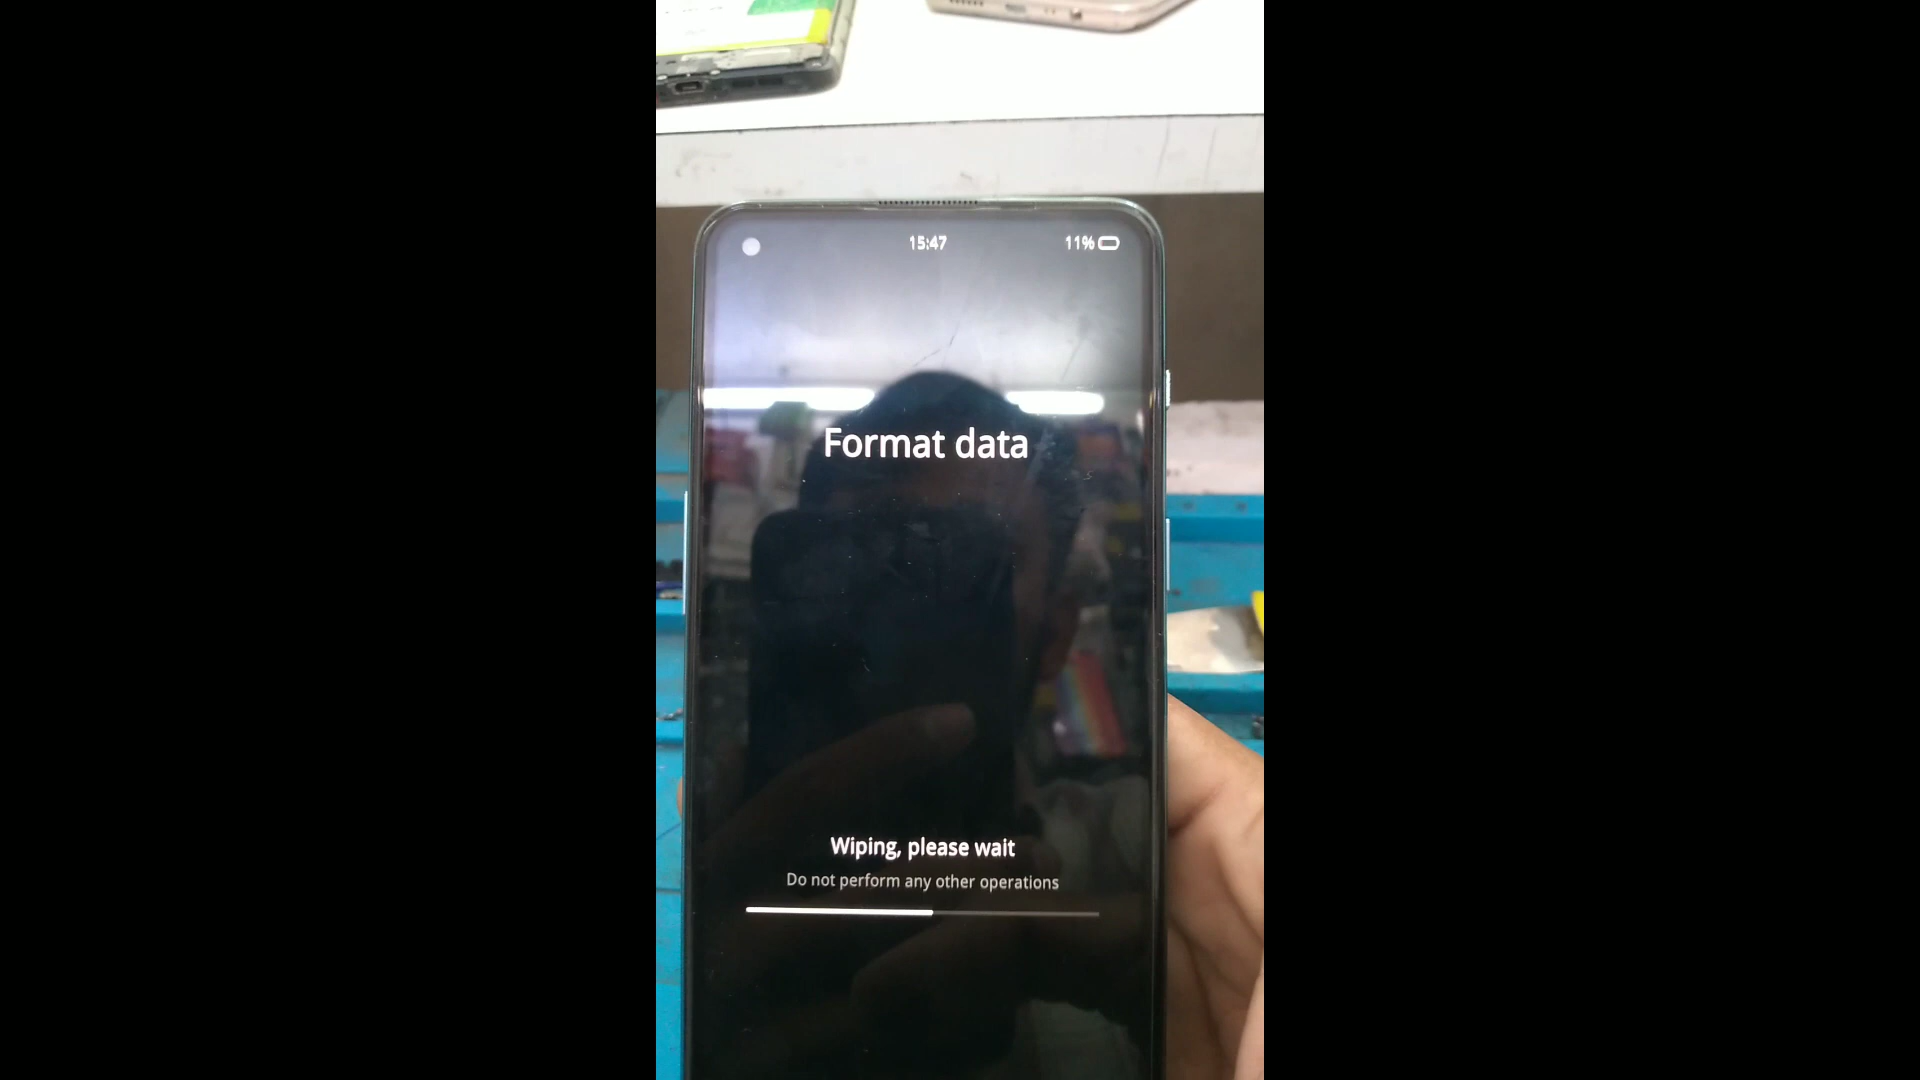 15:47
11%
Format data
Wiping, please wait
Do not perform any other operations